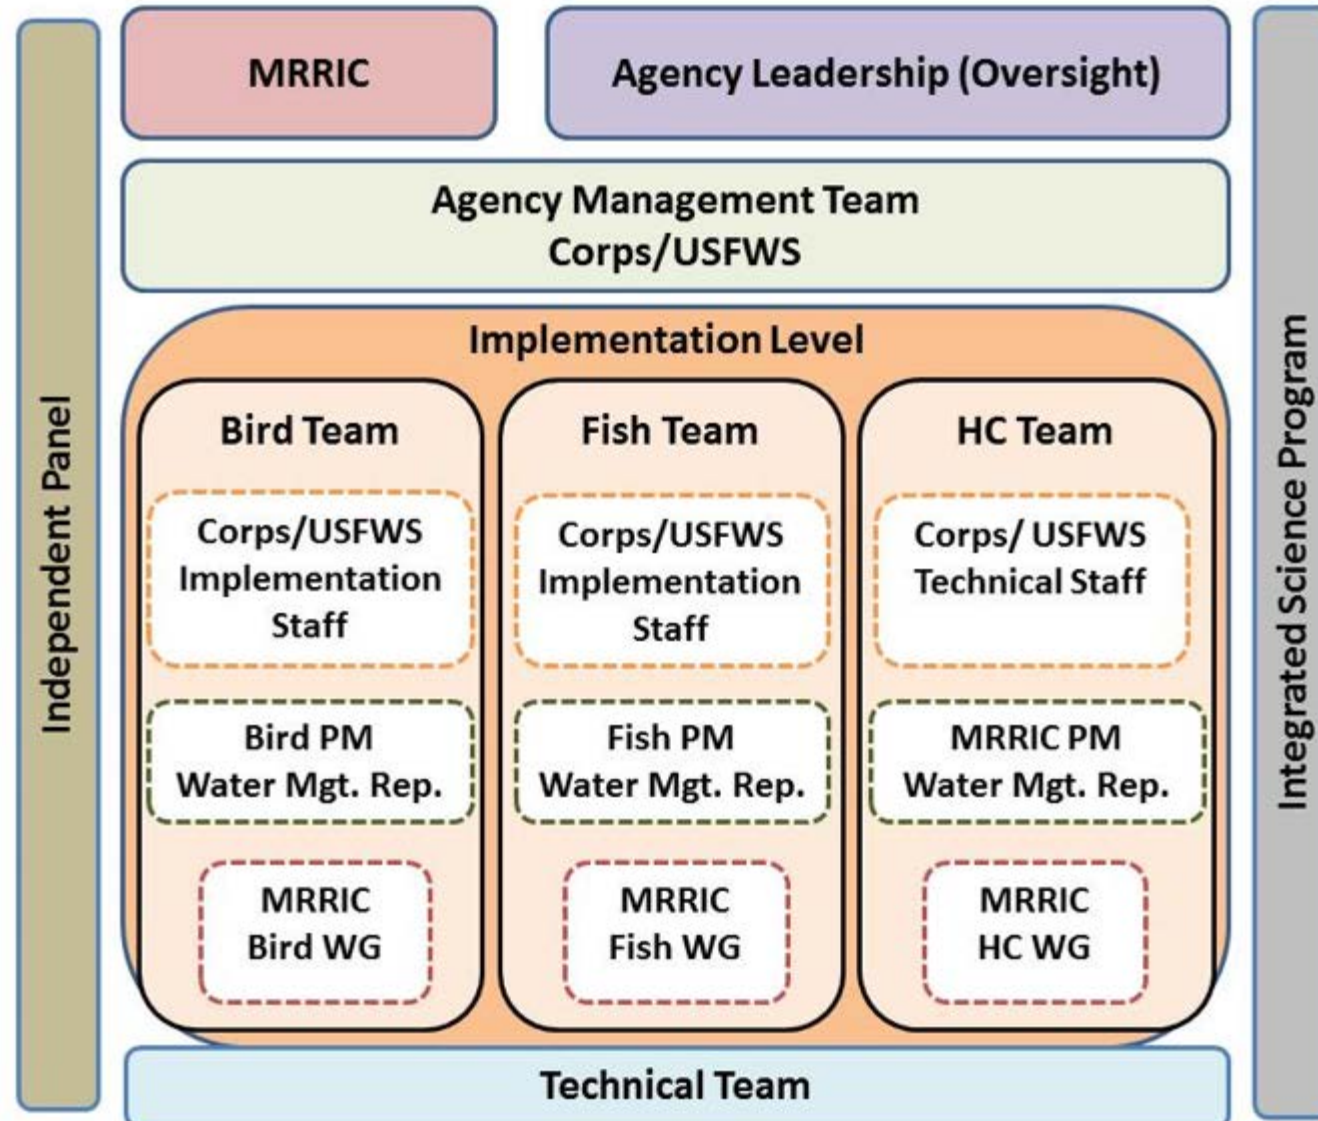 MRRIC
Agency Leadership (Oversight)
Agency Management Team
Corps/USFWS
Independent Panel
Integrated Science Program
Implementation Level
Bird Team
Corps/USFWS
Implementation
Staff
Bird PM
Water Mgt. Rep.
MRRIC
Bird WG
Fish Team
Corps/USFWS
Implementation
Staff
Fish PM
Water Mgt. Rep.
MRRIC
Fish WG
HC Team
Corps/ USFWS
Technical Staff
MRRIC PM
Water Mgt. Rep.
MRRIC
HC WG
Technical Team